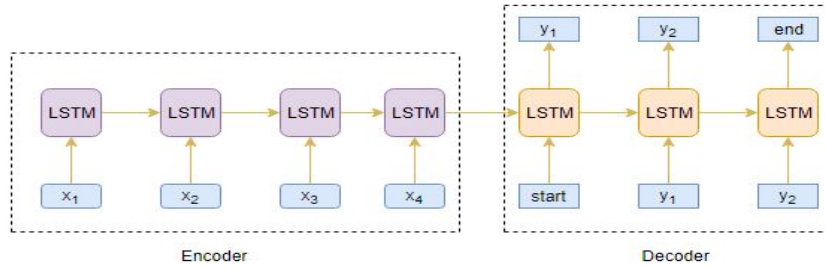 y1 y2 end
LSTM LSTM LSTM LSTM LSTM LSTM LSTM
x1 x2 x3 x4 start y1 y2
Encoder Decoder